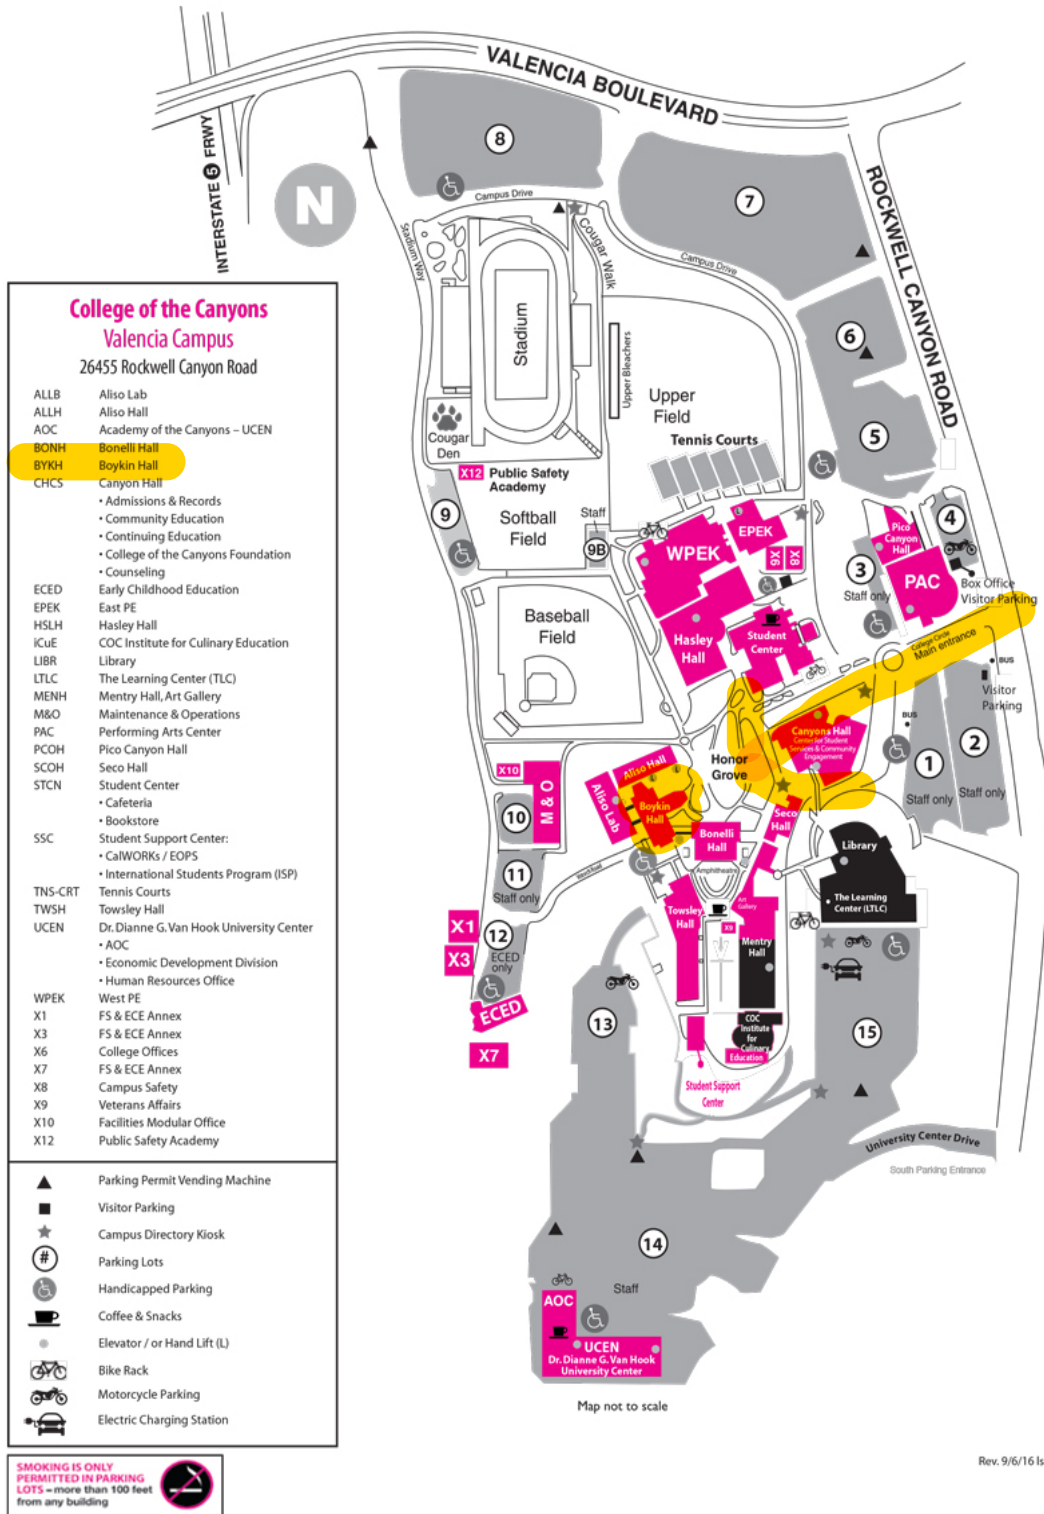 VALENCIA BOULEVARD
INTERSTATE 5 FRWY
ROCKWELL CANYON ROAD
N
8
7
Campus Drive
Stadium Way
Cougar Walk
Campus Drive
Stadium
Upper Bleachers
6
5
Upper
Field
Tennis Courts
Cougar
Den
X12 Public Safety
Academy
9
Softball
Field
Staff
9B
WPEK
EPEK
L
X6
X8
4
Pico
Canyon
Hall
3
Staff only
PAC
Box Office
Visitor Parking
Baseball
Field
Hasley
Hall
Student
Center
College Circle
Main entrance
BUS
Visitor
Parking
BUS
Canyons Hall
Center for Student
Services & Community
Engagement
1
Staff only
2
Staff only
Honor
Grove
X10
M & O
Aliso Hall
Aliso Lab
Boykin
Hall
L
L
Bonelli
Hall
Seco
Hall
10
11
Staff only
Amphitheatre
Library
The Learning
Center (LTLC)
X1
X3
12
ECED
only
ECED
X7
Towsley
Hall
Art
Gallery
X9
Mentry
Hall
COC
Institute
for
Culinary
Education
13
15
Student Support
Center
University Center Drive
South Parking Entrance
14
Staff
AOC
UCEN
Dr. Dianne G. Van Hook
University Center
Map not to scale
Rev. 9/6/16 ls
College of the Canyons
Valencia Campus
26455 Rockwell Canyon Road
ALLB Aliso Lab
ALLH Aliso Hall
AOC Academy of the Canyons – UCEN
BONH Bonelli Hall
BYKH Boykin Hall
CHCS Canyon Hall
• Admissions & Records
• Community Education
• Continuing Education
• College of the Canyons Foundation
• Counseling
ECED Early Childhood Education
EPEK East PE
HSLH Hasley Hall
iCuE COC Institute for Culinary Education
LIBR Library
LTLC The Learning Center (TLC)
MENH Mentry Hall, Art Gallery
M&O Maintenance & Operations
PAC Performing Arts Center
PCOH Pico Canyon Hall
SCOH Seco Hall
STCN Student Center
• Cafeteria
• Bookstore
SSC Student Support Center:
• CalWORKs / EOPS
• International Students Program (ISP)
TNS-CRT Tennis Courts
TWSH Towsley Hall
UCEN Dr. Dianne G. Van Hook University Center
• AOC
• Economic Development Division
• Human Resources Office
WPEK West PE
X1 FS & ECE Annex
X3 FS & ECE Annex
X6 College Offices
X7 FS & ECE Annex
X8 Campus Safety
X9 Veterans Affairs
X10 Facilities Modular Office
X12 Public Safety Academy
Parking Permit Vending Machine
Visitor Parking
Campus Directory Kiosk
# Parking Lots
Handicapped Parking
Coffee & Snacks
Elevator / or Hand Lift (L)
Bike Rack
Motorcycle Parking
Electric Charging Station
SMOKING IS ONLY
PERMITTED IN PARKING
LOTS – more than 100 feet
from any building